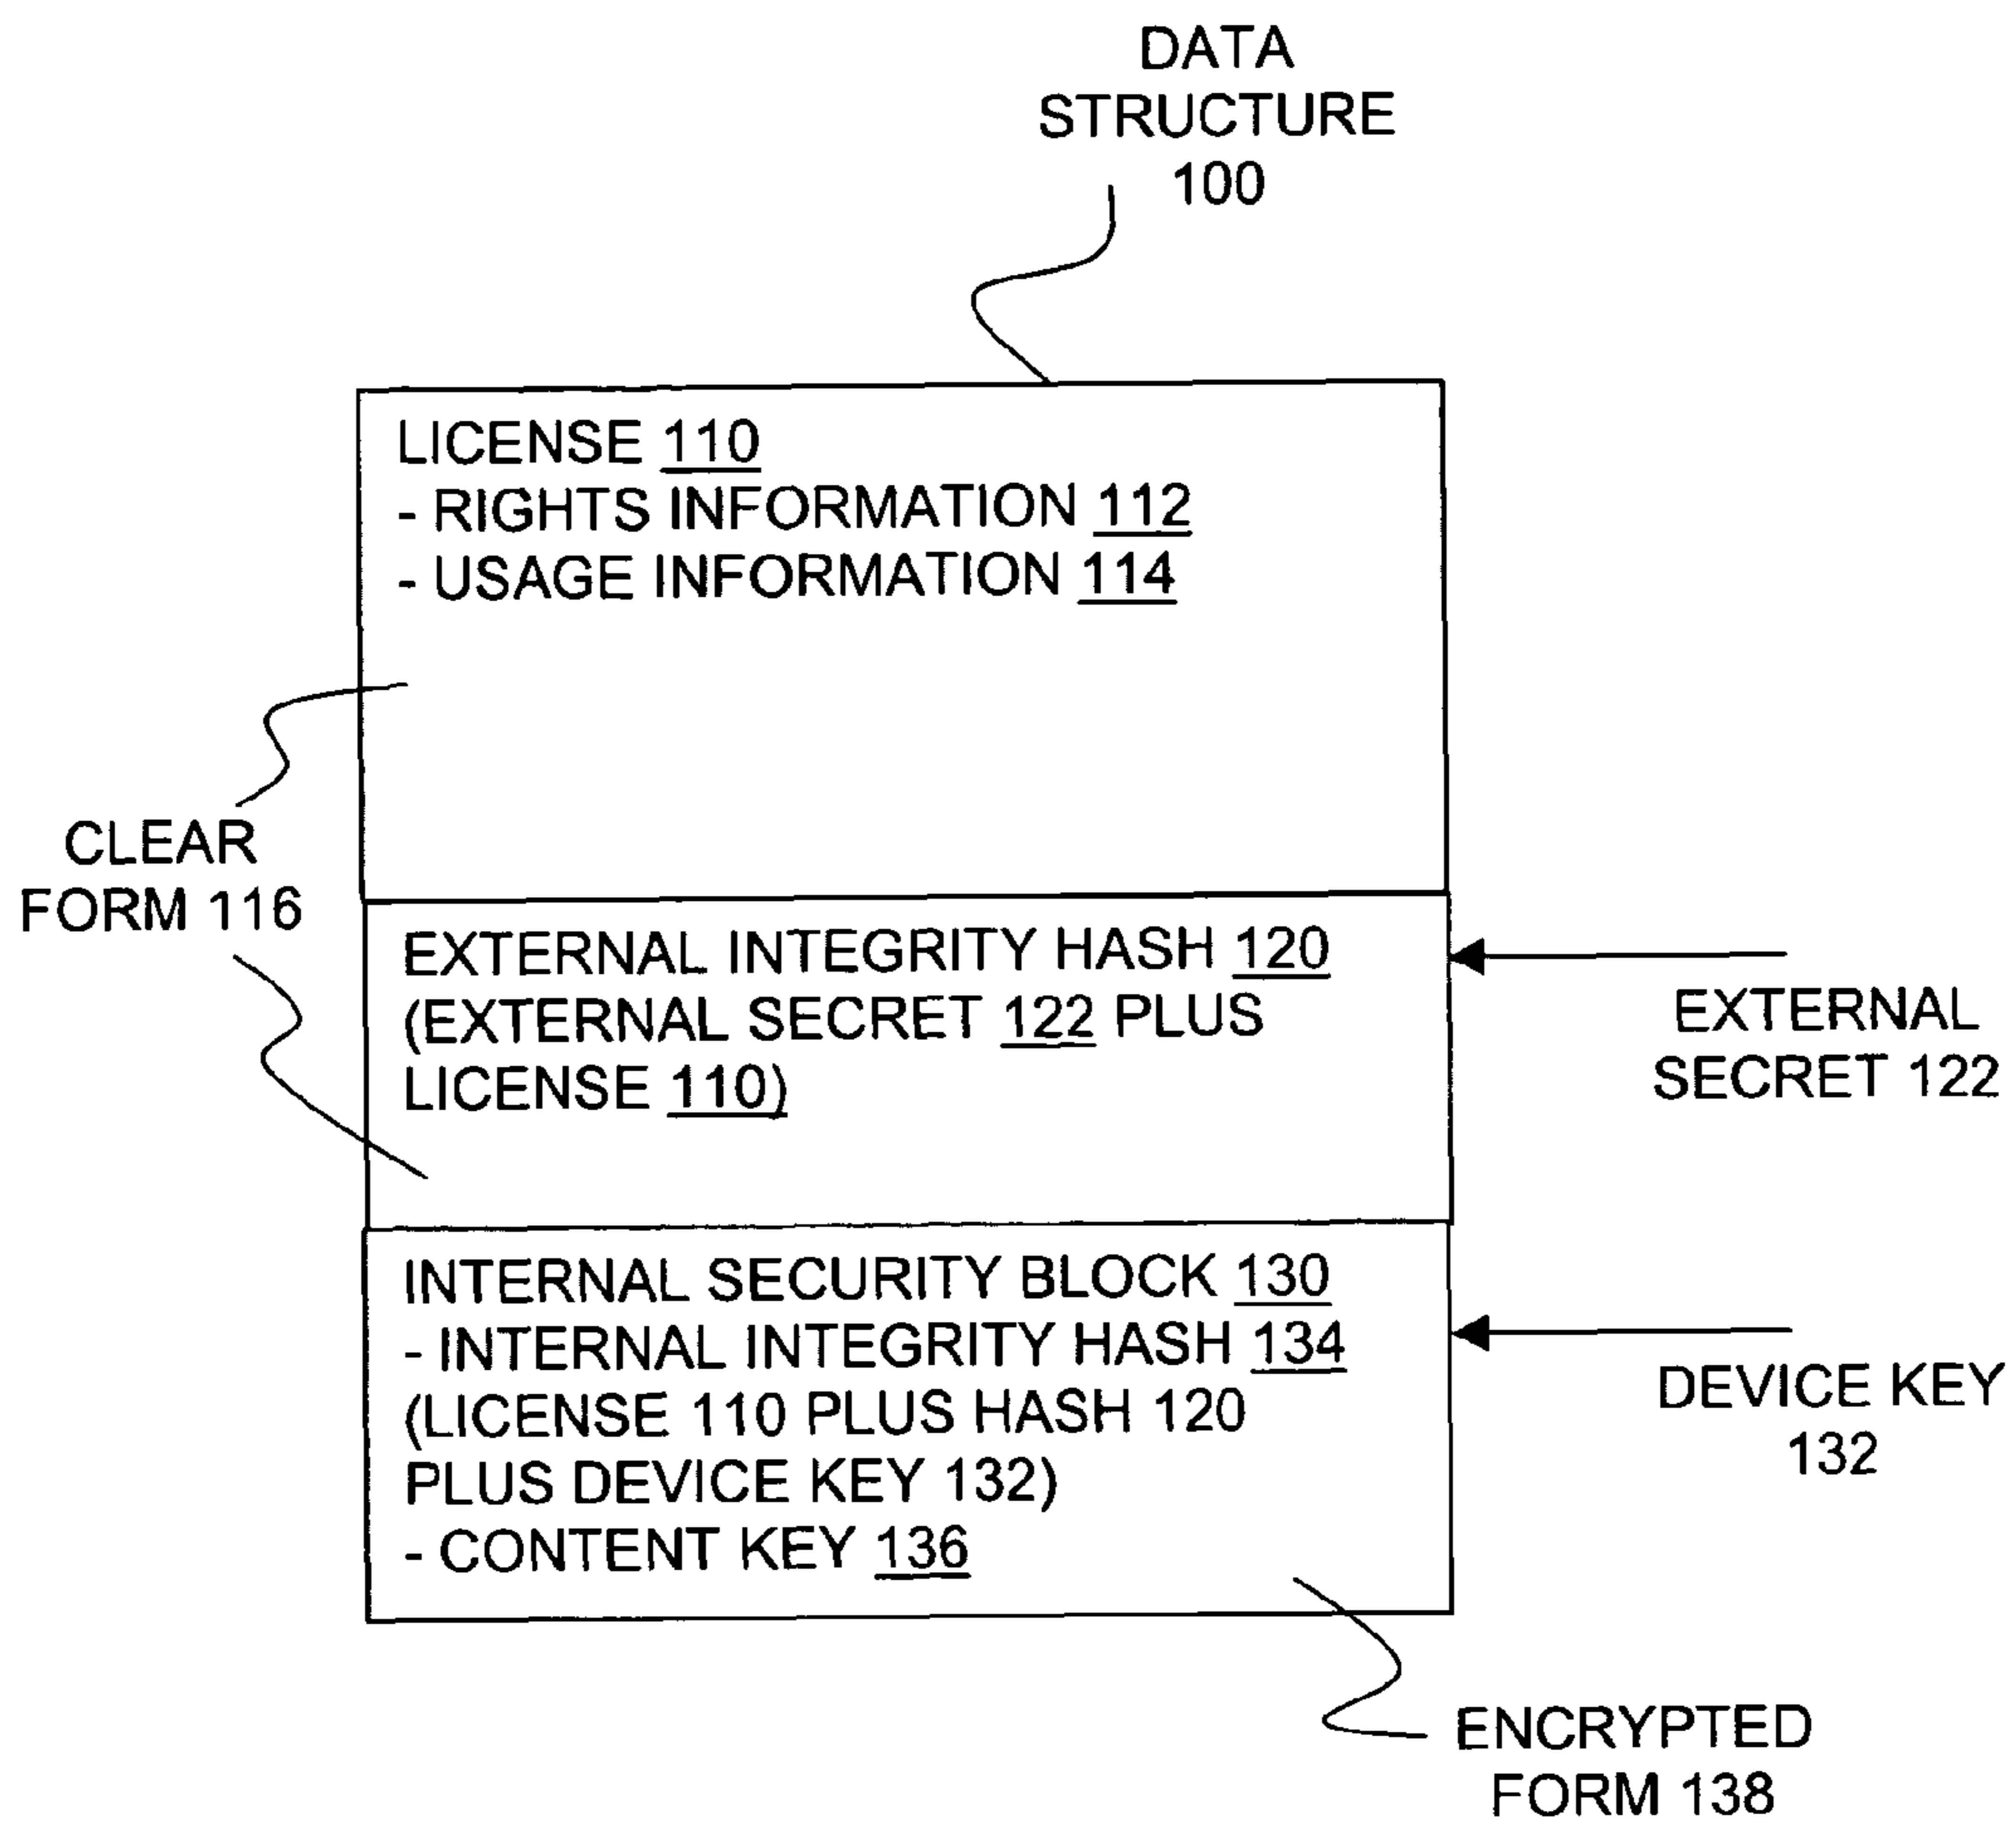 DATA
STRUCTURE
100
LICENSE 110
- RIGHTS INFORMATION 112
- USAGE INFORMATION 114
CLEAR
FORM 116
EXTERNAL INTEGRITY HASH 120
(EXTERNAL SECRET 122 PLUS
LICENSE 110)
EXTERNAL
SECRET 122
INTERNAL SECURITY BLOCK 130
- INTERNAL INTEGRITY HASH 134
(LICENSE 110 PLUS HASH 120
PLUS DEVICE KEY 132)
- CONTENT KEY 136
DEVICE KEY
132
ENCRYPTED
FORM 138